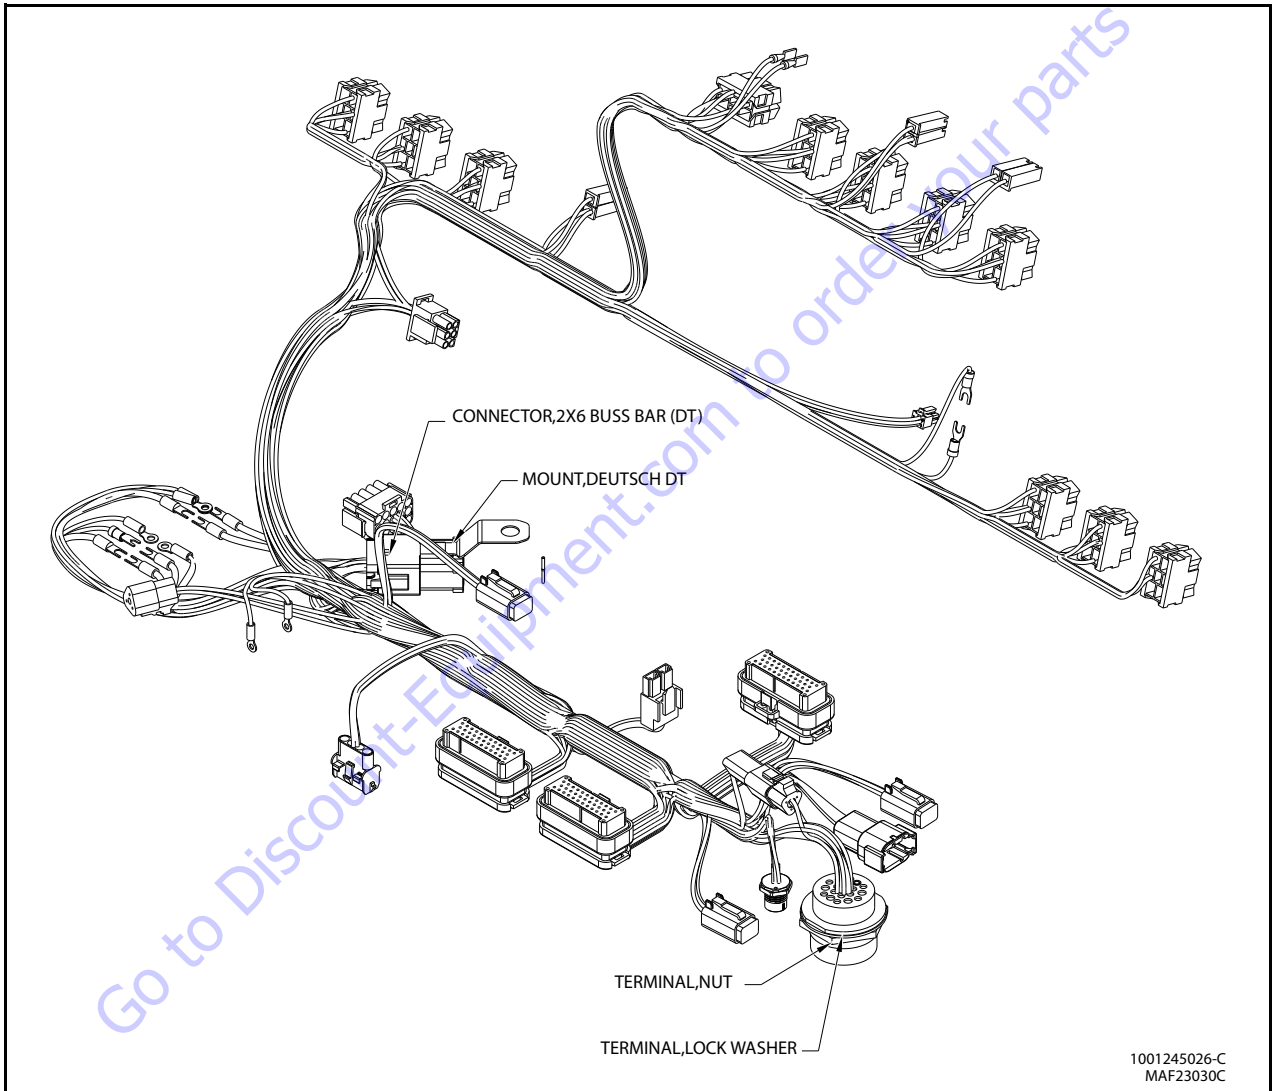 CONNECTOR,2X6 BUSS BAR (DT)
MOUNT,DEUTSCH DT
TERMINAL,NUT
TERMINAL,LOCK WASHER
1001245026-C
MAF23030C
Go to Discount-Equipment.com to order your parts